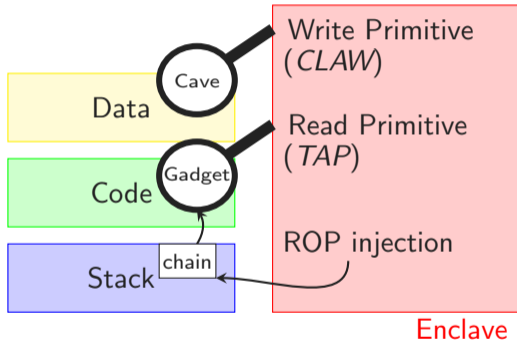 Write Primitive
(CLAW)
Cave
Data
Read Primitive
(TAP)
Gadget
Code
ROP injection
chain
Stack
Enclave